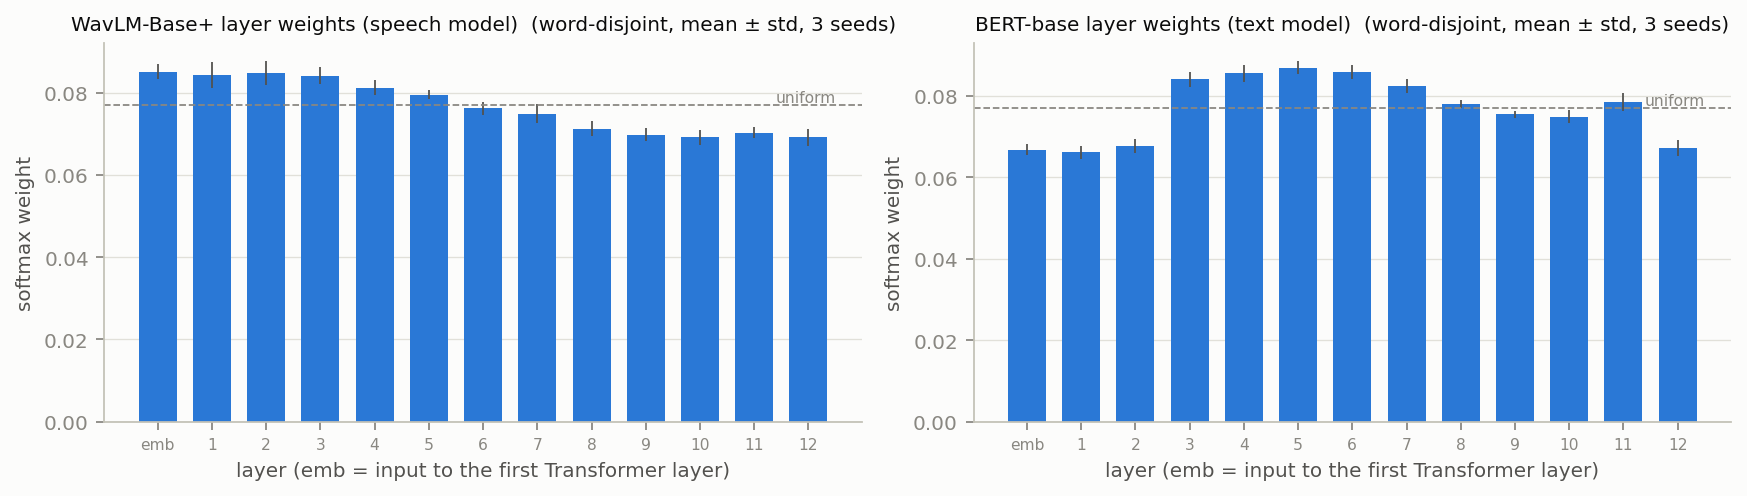 WavLM-Base+ layer weights (speech model)  (word-disjoint, mean ± std, 3 seeds)
softmax weight
0.08
0.06
0.04
0.02
0.00
uniform
emb 1 2 3 4 5 6 7 8 9 10 11 12
layer (emb = input to the first Transformer layer)
BERT-base layer weights (text model)  (word-disjoint, mean ± std, 3 seeds)
softmax weight
0.08
0.06
0.04
0.02
0.00
uniform
emb 1 2 3 4 5 6 7 8 9 10 11 12
layer (emb = input to the first Transformer layer)